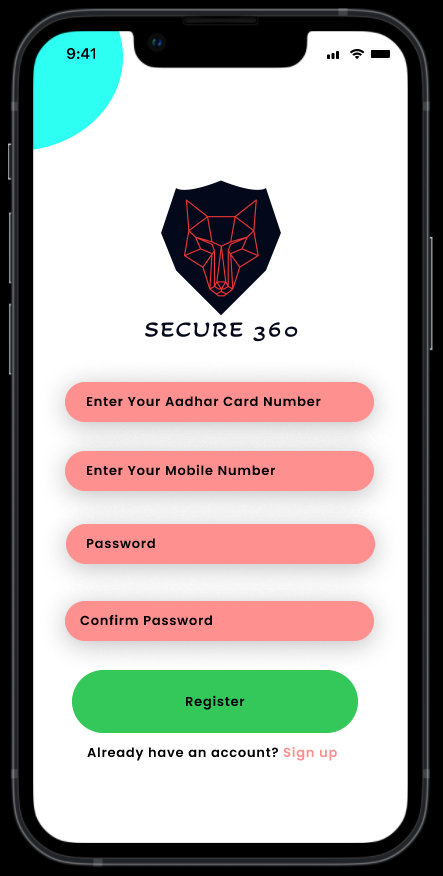 9:41
SECURE 360
Enter Your Aadhar Card Number
Enter Your Mobile Number
Password
Confirm Password
Register
Already have an account? Sign up